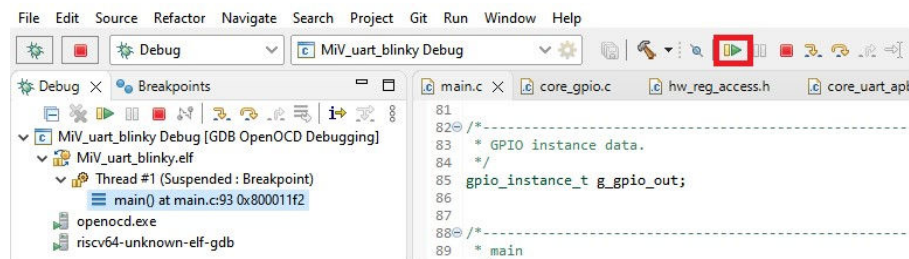 File Edit Source Refactor Navigate Search Project Git Run Window Help
Debug
MiV_uart_blinky Debug
Debug
Breakpoints
MiV_uart_blinky Debug [GDB OpenOCD Debugging]
MiV_uart_blinky.elf
Thread #1 (Suspended : Breakpoint)
main() at main.c:93 0x800011f2
openocd.exe
riscv64-unknown-elf-gdb
main.c
core_gpio.c
hw_reg_access.h
core_uart_apb
81
82 /*-----------------------------------------------------------
83 * GPIO instance data.
84 */
85 gpio_instance_t g_gpio_out;
86
87
88 /*-----------------------------------------------------------
89 * main